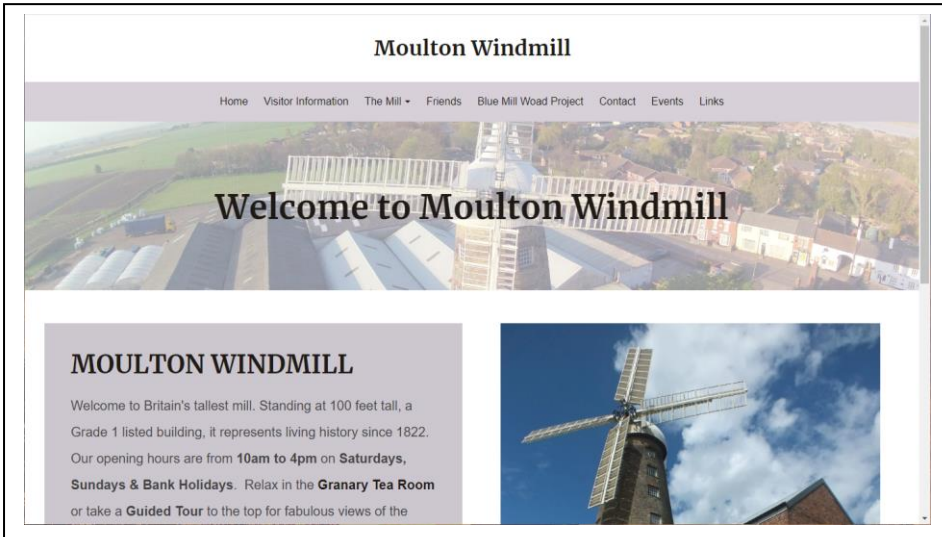 Moulton Windmill
Home Visitor Information The Mill Friends Blue Mill Woad Project Contact Events Links
Welcome to Moulton Windmill
MOULTON WINDMILL
Welcome to Britain's tallest mill. Standing at 100 feet tall, a
Grade 1 listed building, it represents living history since 1822.
Our opening hours are from 10am to 4pm on Saturdays,
Sundays & Bank Holidays. Relax in the Granary Tea Room
or take a Guided Tour to the top for fabulous views of the